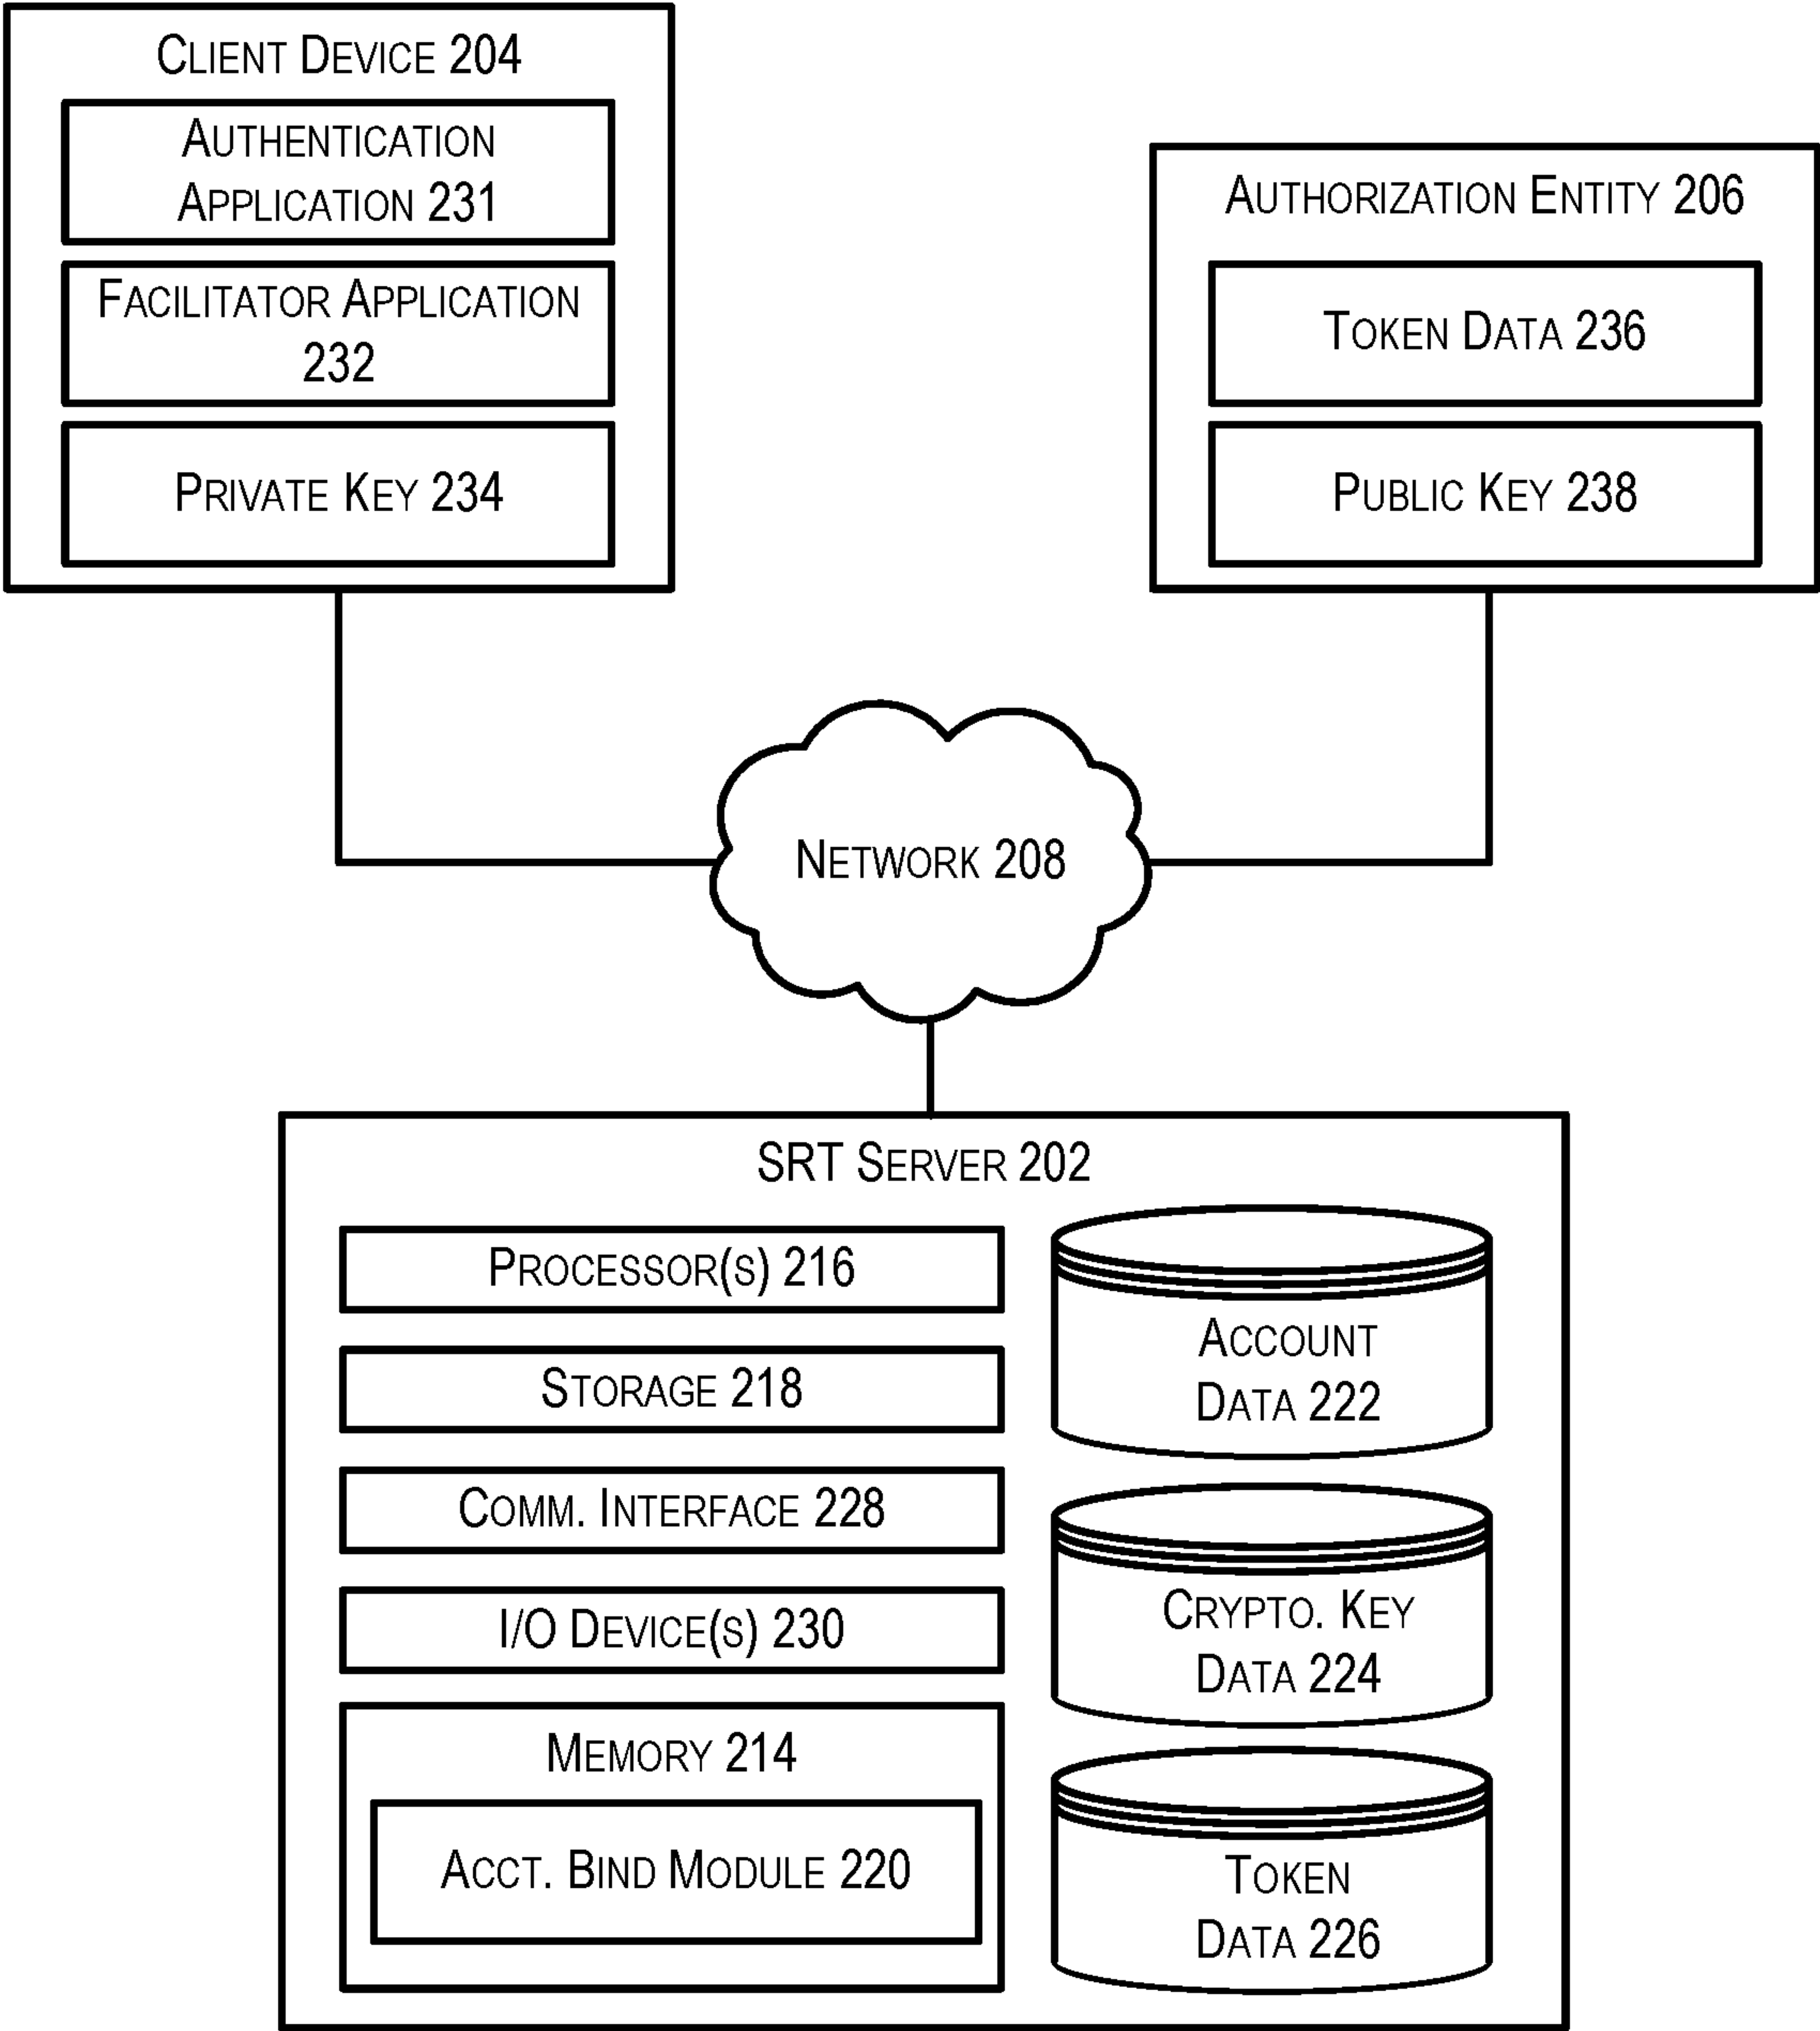 CLIENT DEVICE 204
AUTHENTICATION
APPLICATION 231
FACILITATOR APPLICATION
232
PRIVATE KEY 234
AUTHORIZATION ENTITY 206
TOKEN DATA 236
PUBLIC KEY 238
NETWORK 208
SRT SERVER 202
PROCESSOR(S) 216
STORAGE 218
COMM. INTERFACE 228
I/O DEVICE(S) 230
MEMORY 214
ACCT. BIND MODULE 220
ACCOUNT
DATA 222
CRYPTO. KEY
DATA 224
TOKEN
DATA 226